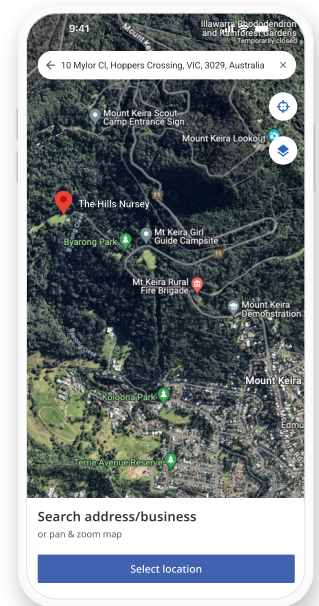 9:41
Illawarra Rhododendron
and Rainforest Gardens
Temporarily closed
10 Mylor Cl, Hoppers Crossing, VIC, 3029, Australia
Mount Keira Scout
Camp Entrance Sign
Mount Keira Lookout
11
The Hills Nursey
Mt Keira Girl
Guide Campsite
Byarong Park
11
Mt Keira Rural
Fire Brigade
Mount Keira
Demonstration
Mount Keira
Koloona Park
Edmu
Terrie Avenue Reserve
Search address/business
or pan & zoom map
Select location